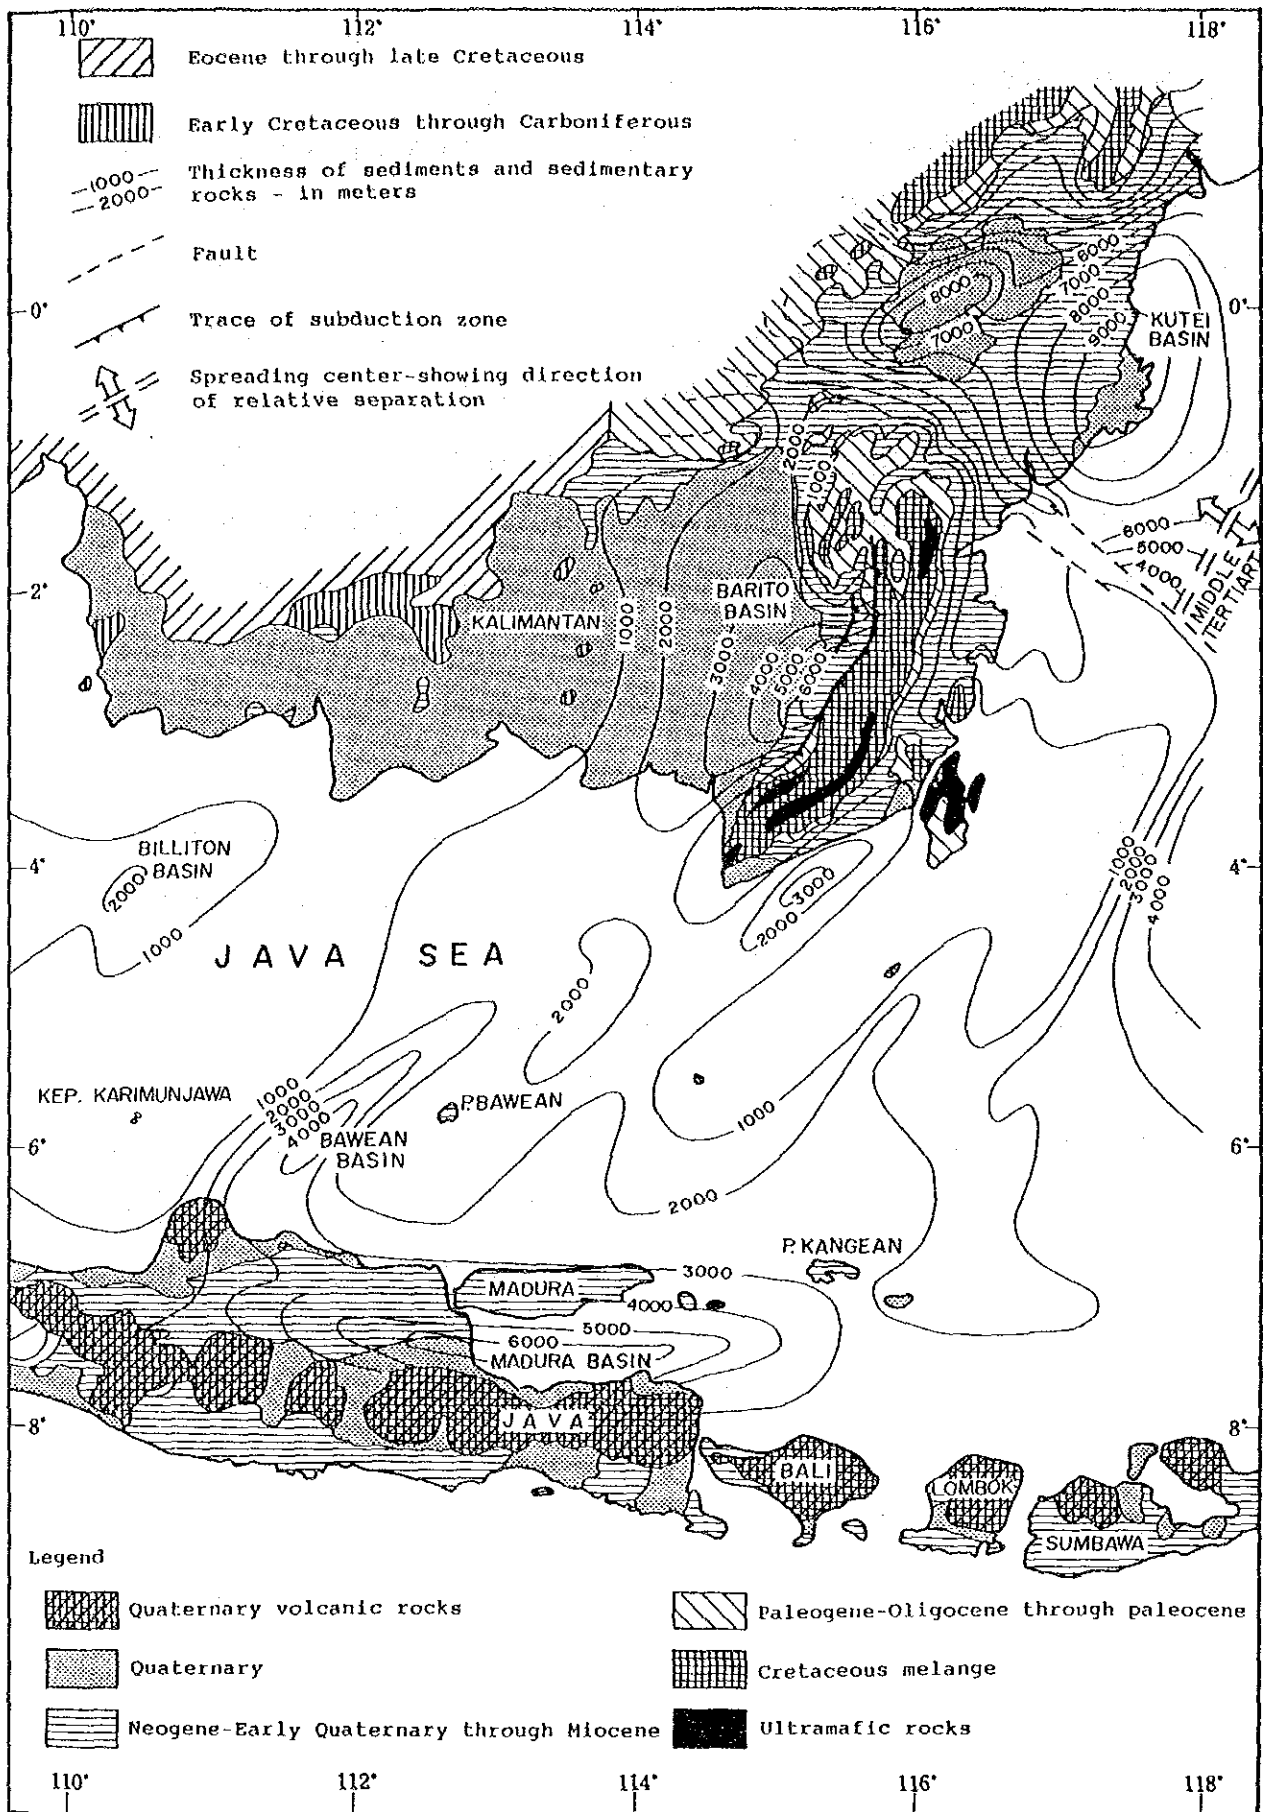 110° 112° 114° 116° 118°
Eocene through late Cretaceous
Early Cretaceous through Carboniferous
1000
2000
Thickness of sediments and sedimentary
rocks - in meters
Fault
Trace of subduction zone
Spreading center-showing direction
of relative separation
0°
0°
6000
7000
8000
9000
8000
7000
KUTEI
BASIN
2000
1000
6000
5000
4000
MIDDLE
TERTIARY
2°
2°
KALIMANTAN
1000
2000
BARITO
BASIN
3000
4000
5000
6000
BILLITON
BASIN
2000
1000
4°
4°
3000
2000
1000
2000
3000
4000
JAVA SEA
2000
KEP. KARIMUNJAWA
1000
2000
3000
4000
P.BAWEAN
BAWEAN
BASIN
1000
6°
6°
2000
P. KANGEAN
MADURA
3000
4000
5000
6000
MADURA BASIN
8°
8°
JAVA
BALI
LOMBOK
SUMBAWA
Legend
Quaternary volcanic rocks
Quaternary
Neogene-Early Quaternary through Miocene
Paleogene-Oligocene through paleocene
Cretaceous melange
Ultramafic rocks
110° 112° 114° 116° 118°